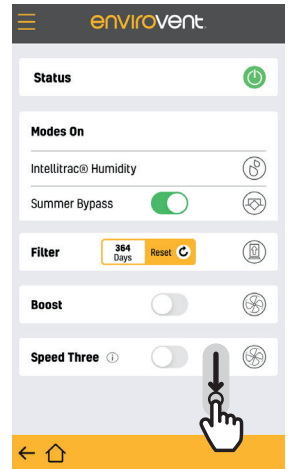 envirovent
Status
Modes On
Intellitrac® Humidity
Summer Bypass
Filter 364 Days Reset
Boost
Speed Three